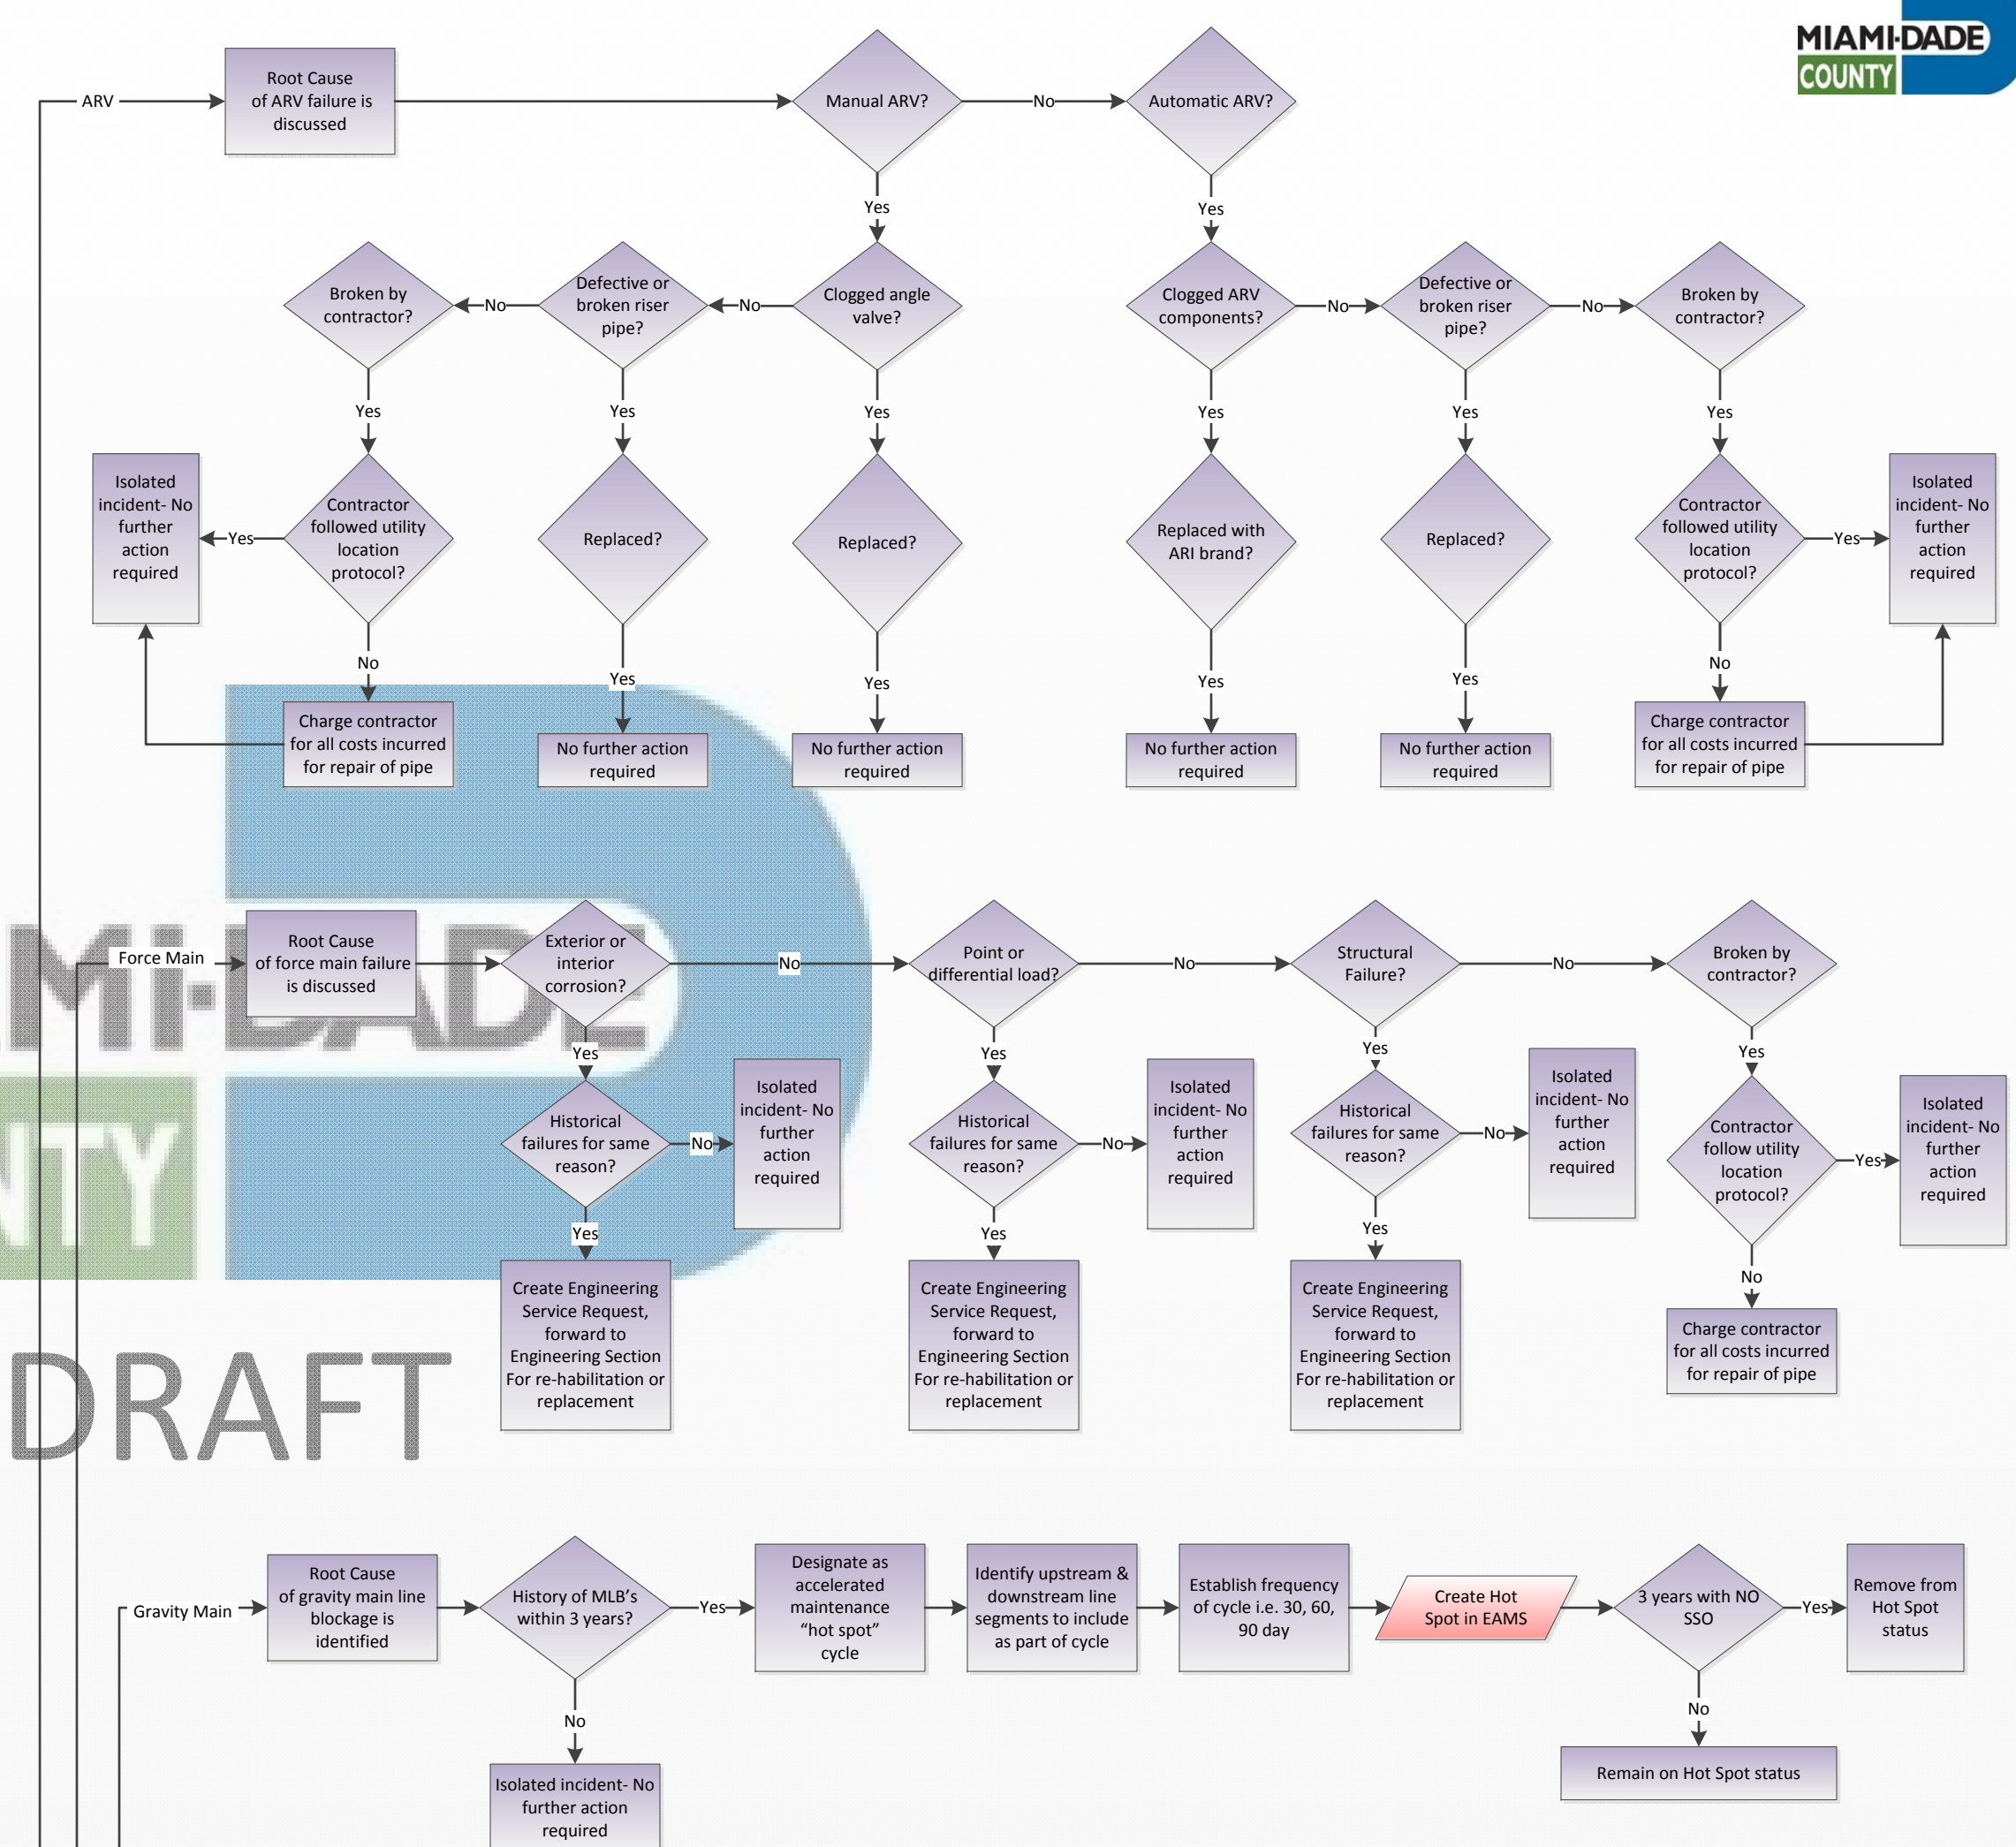 MIAMI-DADE
COUNTY
ARV
Root Cause
of ARV failure is
discussed
Manual ARV?
No
Automatic ARV?
Yes
Yes
Broken by
contractor?
No
Defective or
broken riser
pipe?
No
Clogged angle
valve?
Clogged ARV
components?
No
Defective or
broken riser
pipe?
No
Broken by
contractor?
Yes
Yes
Yes
Yes
Yes
Yes
Isolated
incident- No
further
action
required
Yes
Contractor
followed utility
location
protocol?
Replaced?
Replaced?
Replaced with
ARI brand?
Replaced?
Contractor
followed utility
location
protocol?
Yes
Isolated
incident- No
further
action
required
No
Yes
Yes
Yes
Yes
No
Charge contractor
for all costs incurred
for repair of pipe
No further action
required
No further action
required
No further action
required
No further action
required
Charge contractor
for all costs incurred
for repair of pipe
Force Main
Root Cause
of force main failure
is discussed
Exterior or
interior
corrosion?
No
Point or
differential load?
No
Structural
Failure?
No
Broken by
contractor?
Yes
Yes
Yes
Yes
Historical
failures for same
reason?
No
Isolated
incident- No
further
action
required
Historical
failures for same
reason?
No
Isolated
incident- No
further
action
required
Historical
failures for same
reason?
No
Isolated
incident- No
further
action
required
Contractor
follow utility
location
protocol?
Yes
Isolated
incident- No
further
action
required
Yes
Yes
Yes
No
Create Engineering
Service Request,
forward to
Engineering Section
For re-habilitation or
replacement
Create Engineering
Service Request,
forward to
Engineering Section
For re-habilitation or
replacement
Create Engineering
Service Request,
forward to
Engineering Section
For re-habilitation or
replacement
Charge contractor
for all costs incurred
for repair of pipe
MI-DADE
NTY
DRAFT
Gravity Main
Root Cause
of gravity main line
blockage is
identified
History of MLB's
within 3 years?
Yes
Designate as
accelerated
maintenance
“hot spot”
cycle
Identify upstream &
downstream line
segments to include
as part of cycle
Establish frequency
of cycle i.e. 30, 60,
90 day
Create Hot
Spot in EAMS
3 years with NO
SSO
Yes
Remove from
Hot Spot
status
No
No
Isolated incident- No
further action
required
Remain on Hot Spot status